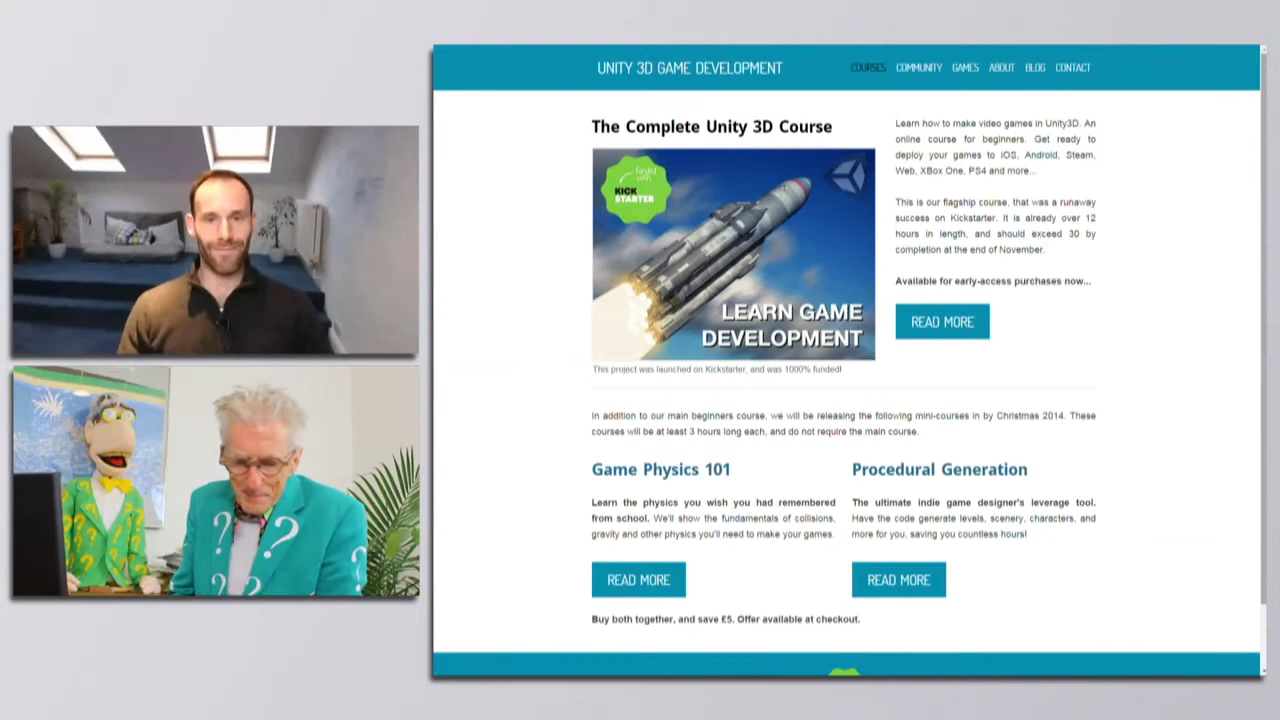 UNITY 3D GAME DEVELOPMENT
COURSES COMMUNITY GAMES ABOUT BLOG CONTACT
The Complete Unity 3D Course
funded with
KICK
STARTER
LEARN GAME
DEVELOPMENT
This project was launched on Kickstarter, and was 1000% funded!
Learn how to make video games in Unity3D. An
online course for beginners. Get ready to
deploy your games to iOS, Android, Steam,
Web, XBox One, PS4 and more...
This is our flagship course, that was a runaway
success on Kickstarter. It is already over 12
hours in length, and should exceed 30 by
completion at the end of November.
Available for early-access purchases now...
READ MORE
In addition to our main beginners course, we will be releasing the following mini-courses in by Christmas 2014. These
courses will be at least 3 hours long each, and do not require the main course.
Game Physics 101
Learn the physics you wish you had remembered
from school. We'll show the fundamentals of collisions,
gravity and other physics you'll need to make your games.
READ MORE
Procedural Generation
The ultimate indie game designer's leverage tool.
Have the code generate levels, scenery, characters, and
more for you, saving you countless hours!
READ MORE
Buy both together, and save £5. Offer available at checkout.